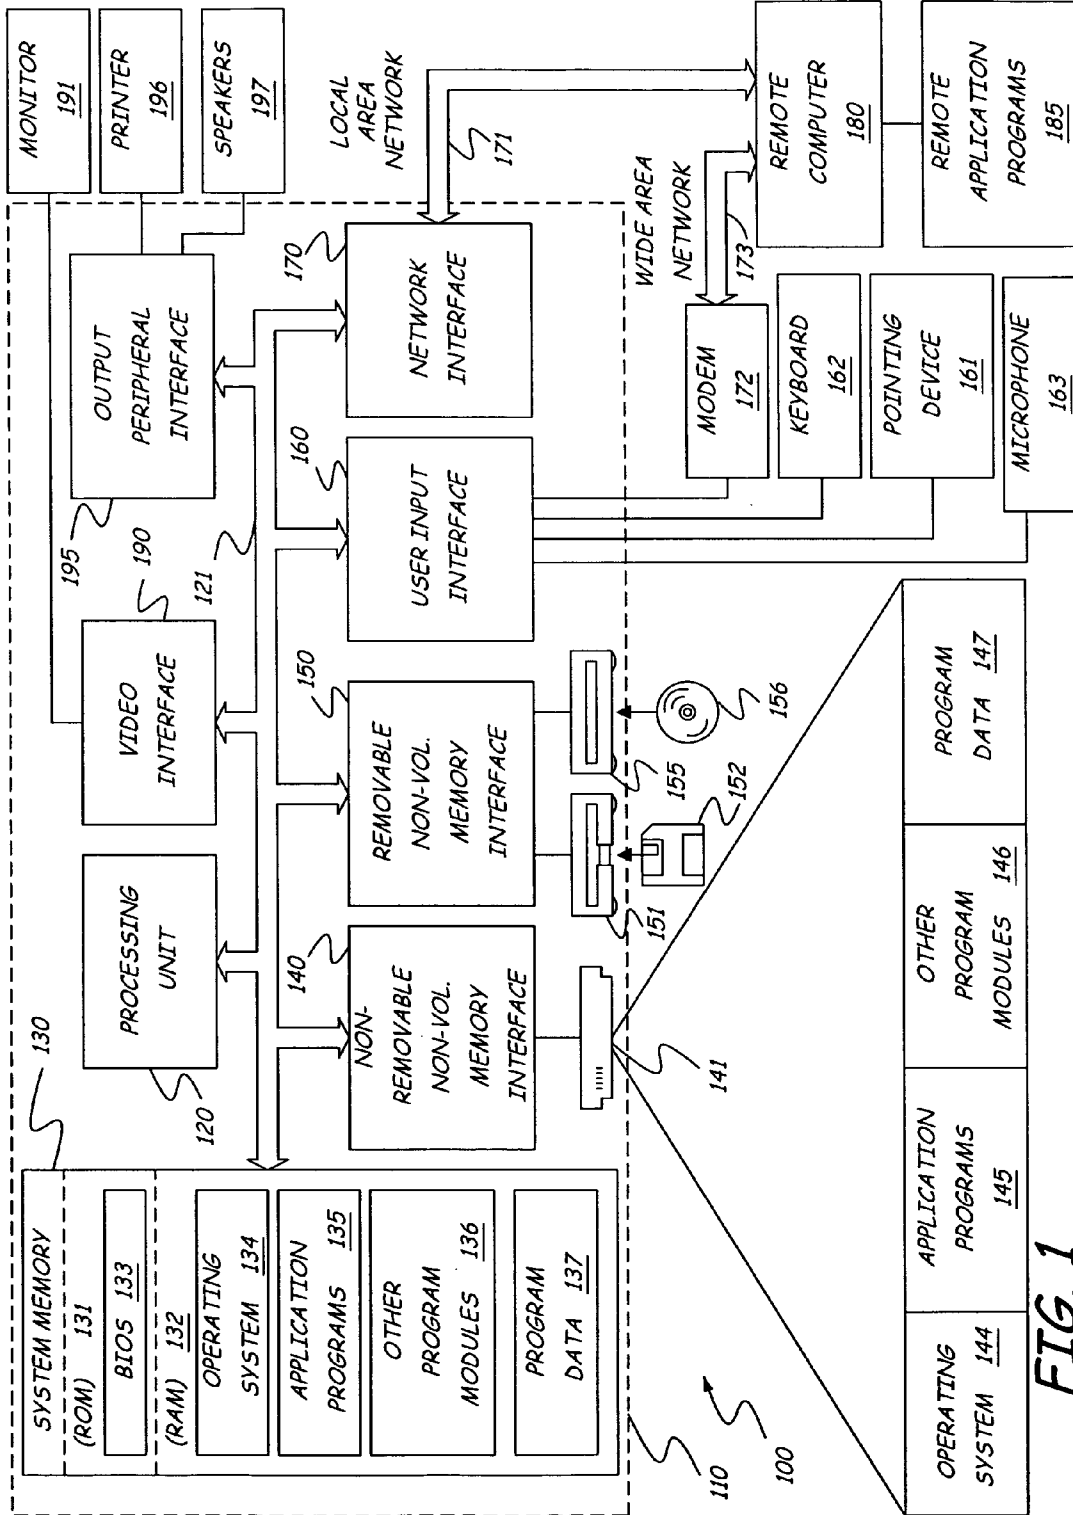 SYSTEM MEMORY
(ROM) 131
BIOS 133
(RAM) 132
OPERATING
SYSTEM 134
APPLICATION
PROGRAMS 135
OTHER
PROGRAM
MODULES 136
PROGRAM
DATA 137
130
PROCESSING
UNIT
120
VIDEO
INTERFACE
190
OUTPUT
PERIPHERAL
INTERFACE
195
121
MONITOR
191
PRINTER
196
SPEAKERS
197
NON-
REMOVABLE
NON-VOL.
MEMORY
INTERFACE
140
REMOVABLE
NON-VOL.
MEMORY
INTERFACE
150
USER INPUT
INTERFACE
160
NETWORK
INTERFACE
170
LOCAL
AREA
NETWORK
171
WIDE AREA
NETWORK
173
141
151
152
155
156
MODEM
172
KEYBOARD
162
POINTING
DEVICE
161
MICROPHONE
163
REMOTE
COMPUTER
180
REMOTE
APPLICATION
PROGRAMS
185
110
100
OPERATING
SYSTEM 144
APPLICATION
PROGRAMS
145
OTHER
PROGRAM
MODULES 146
PROGRAM
DATA 147
FIG. 1